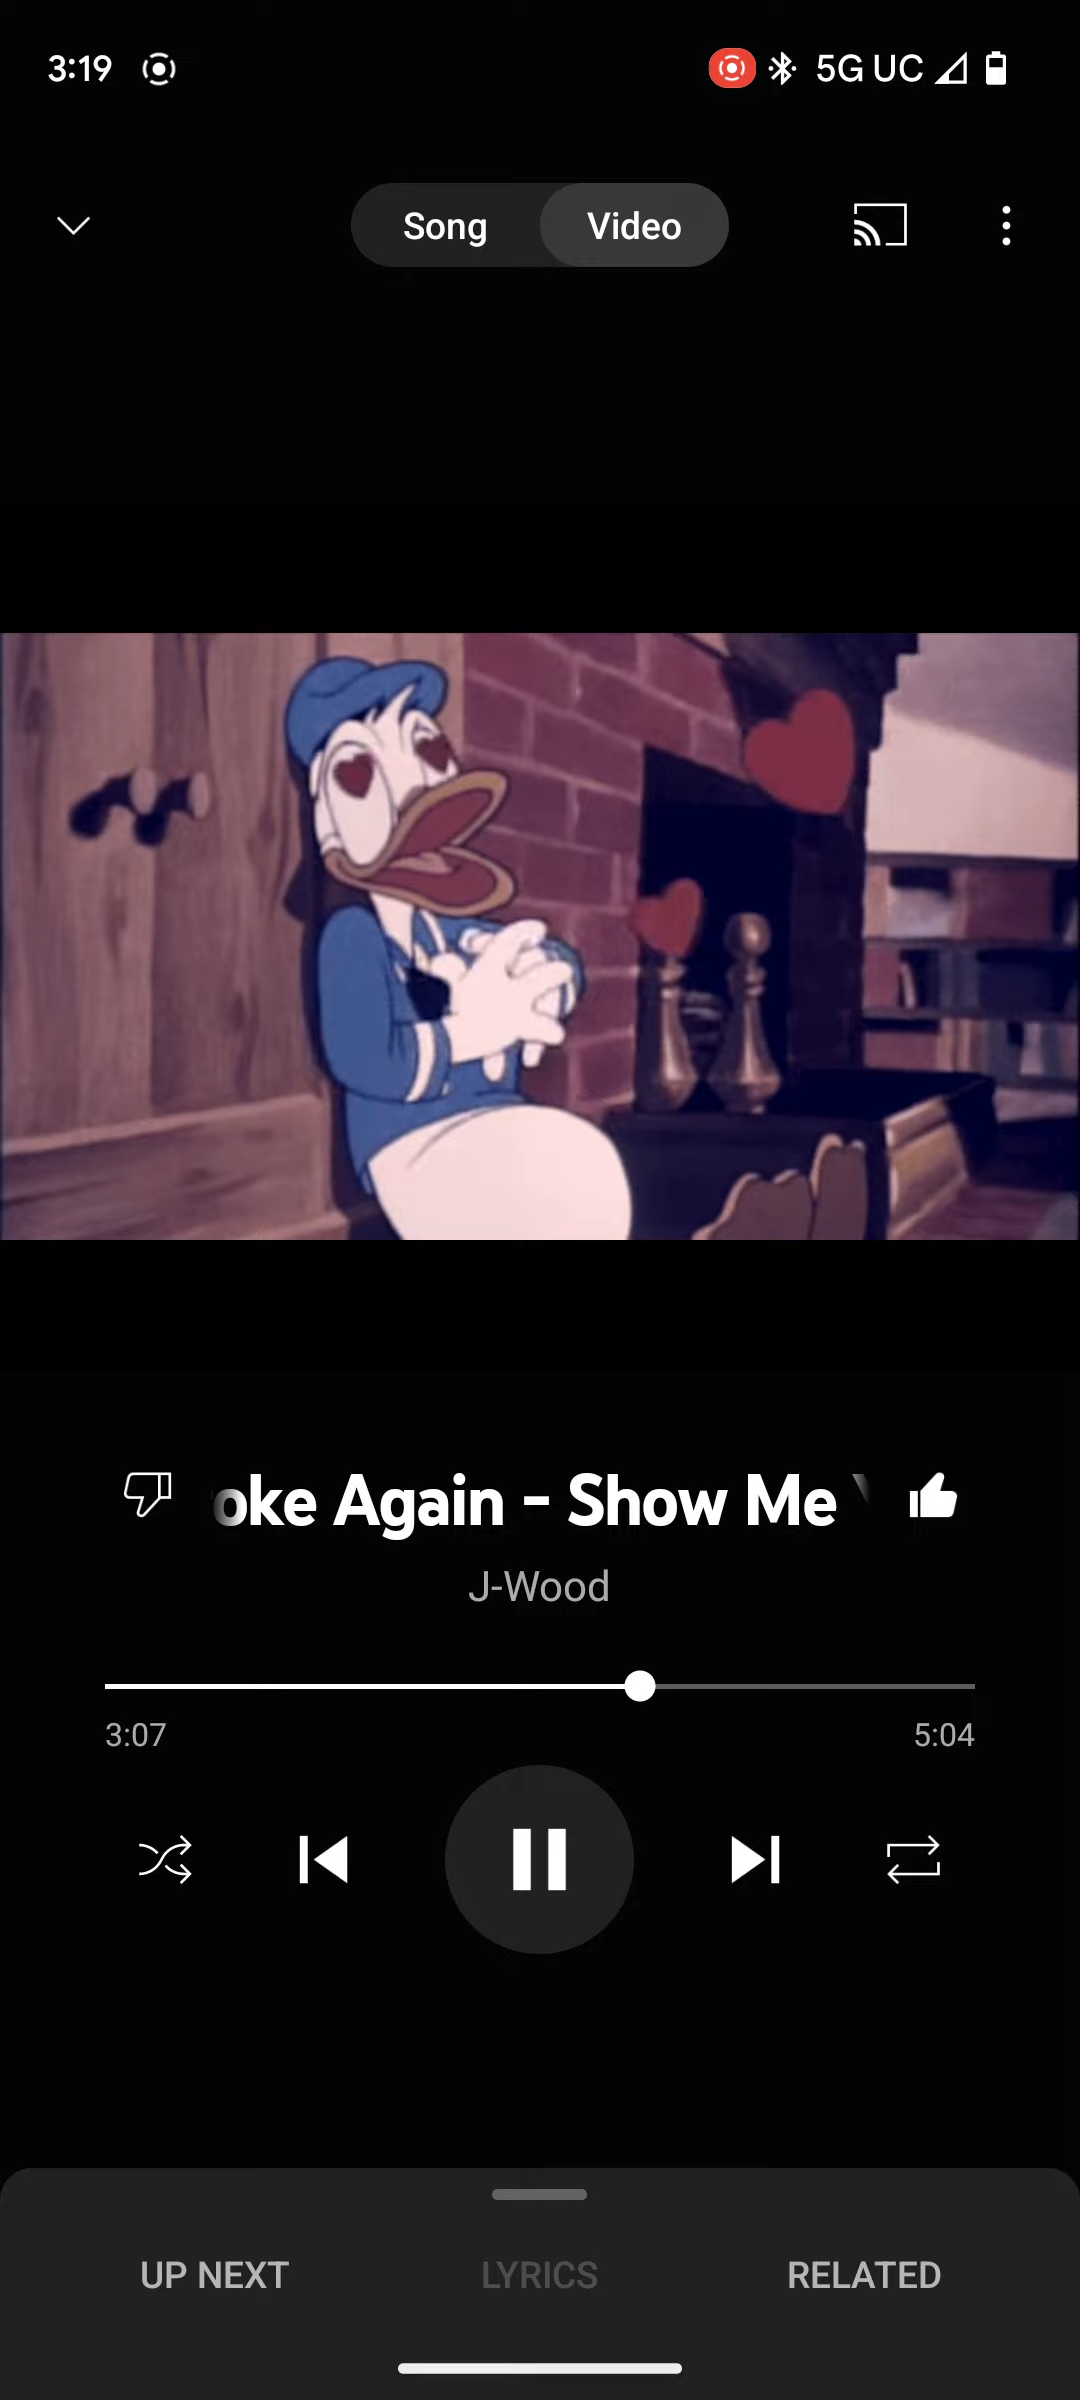 3:19 5G UC
Song Video
oke Again - Show Me
J-Wood
3:07 5:04
UP NEXT LYRICS RELATED